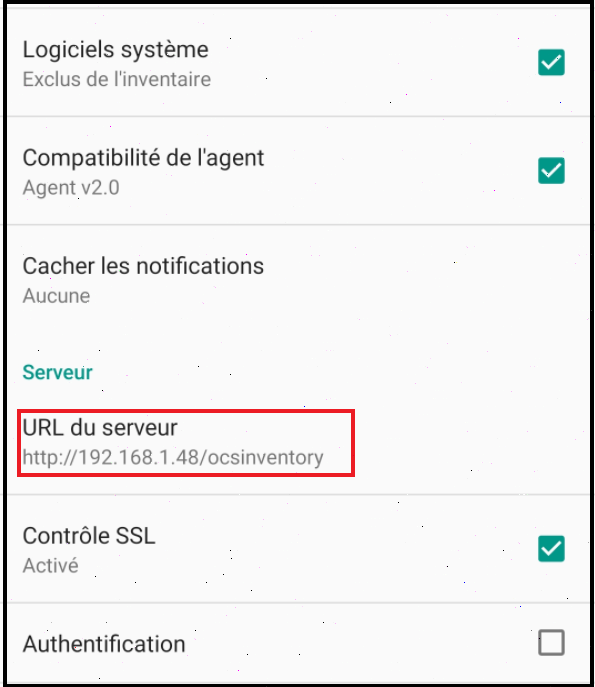 Logiciels système
Exclus de l'inventaire
Compatibilité de l'agent
Agent v2.0
Cacher les notifications
Aucune
Serveur
URL du serveur
http://192.168.1.48/ocsinventory
Contrôle SSL
Activé
Authentification